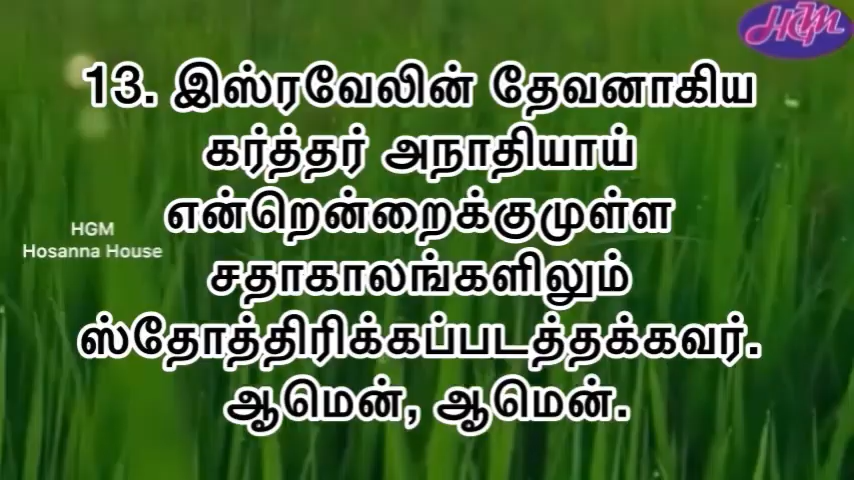 HGM
13. இஸ்ரவேலின் தேவனாகிய
கர்த்தர் அநாதியாய்
என்றென்றைக்குமுள்ள
HGM
Hosanna House
சதாகாலங்களிலும்
ஸ்தோத்திரிக்கப்படத்தக்கவர்.
ஆமென், ஆமென்.